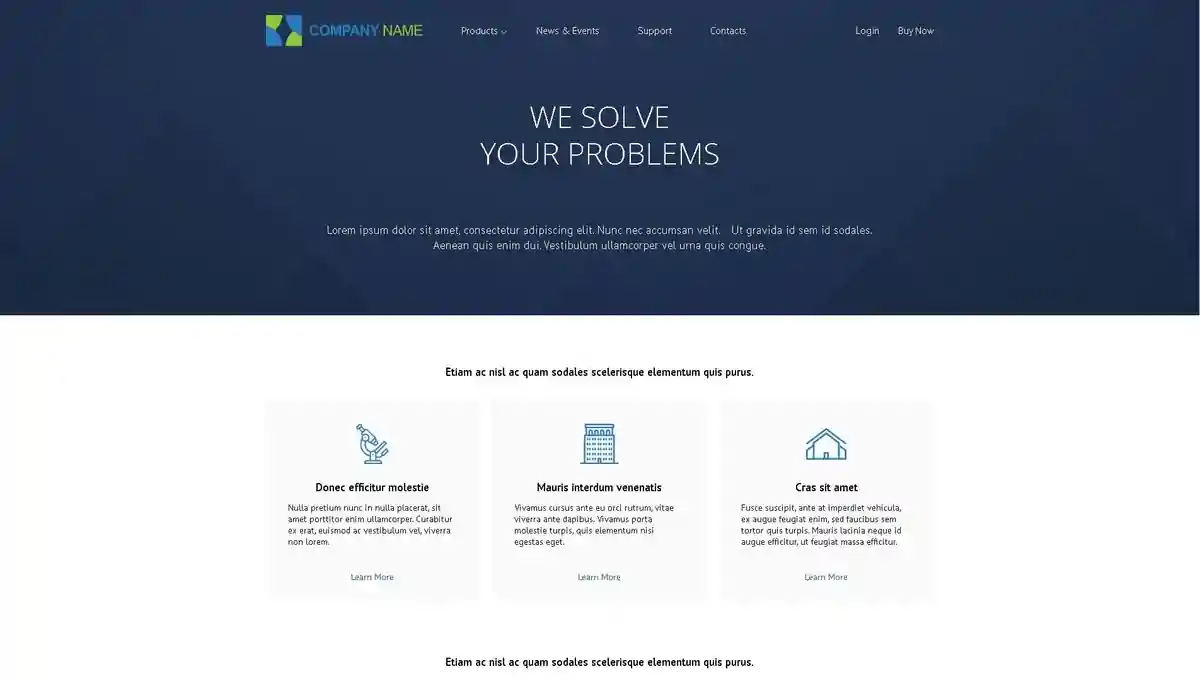 COMPANY NAME
Products
News & Events
Support
Contacts
Login
Buy Now
WE SOLVE
YOUR PROBLEMS
Lorem ipsum dolor sit amet, consectetur adipiscing elit. Nunc nec accumsan velit. Ut gravida id sem id sodales.
Aenean quis enim dui. Vestibulum ullamcorper vel urna quis congue.
Etiam ac nisl ac quam sodales scelerisque elementum quis purus.
Donec efficitur molestie
Nulla pretium nunc in nulla placerat, sit
amet porttitor enim ullamcorper. Curabitur
ex erat, euismod ac vestibulum vel, viverra
non lorem.
Learn More
Mauris interdum venenatis
Vivamus cursus ante eu orci rutrum, vitae
viverra ante dapibus. Vivamus porta
molestie turpis, quis elementum nisi
egestas eget.
Learn More
Cras sit amet
Fusce suscipit, ante at imperdiet vehicula,
ex augue feugiat enim, sed faucibus sem
tortor quis turpis. Mauris lacinia neque id
augue efficitur, ut feugiat massa efficitur.
Learn More
Etiam ac nisl ac quam sodales scelerisque elementum quis purus.